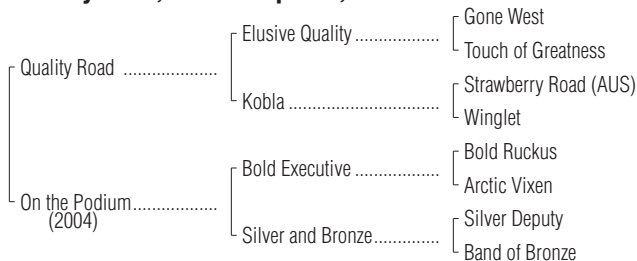 Gone West
Elusive Quality ....................
Touch of Greatness
Quality Road ....................
Strawberry Road (AUS)
Kobla ....................................
Winglet
Bold Ruckus
Bold Executive ....................
Arctic Vixen
On the Podium....................
(2004)
Silver Deputy
Silver and Bronze...............
Band of Bronze